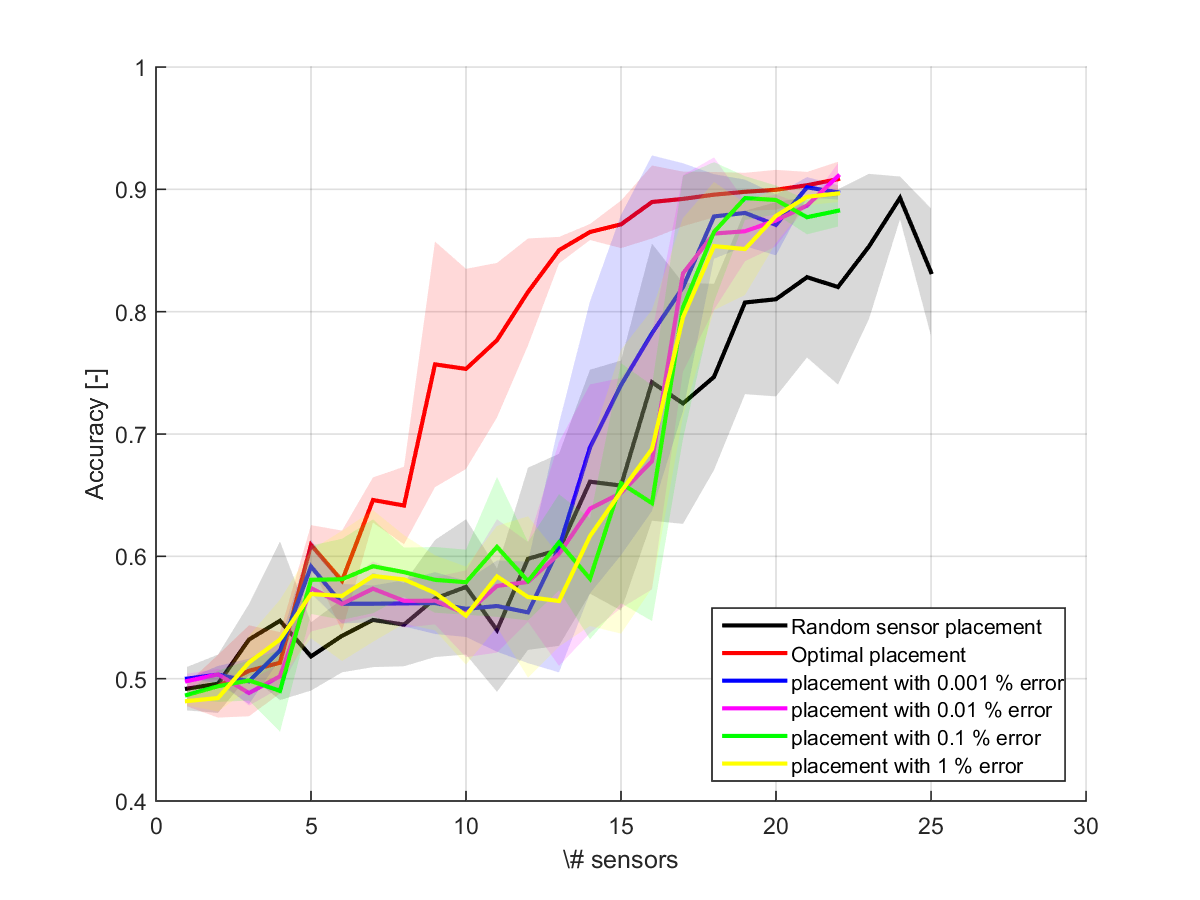 1
0.9
0.8
0.7
0.6
0.5
0.4
Accuracy [-]
0 5 10 15 20 25 30
\# sensors
Random sensor placement
Optimal placement
placement with 0.001 % error
placement with 0.01 % error
placement with 0.1 % error
placement with 1 % error